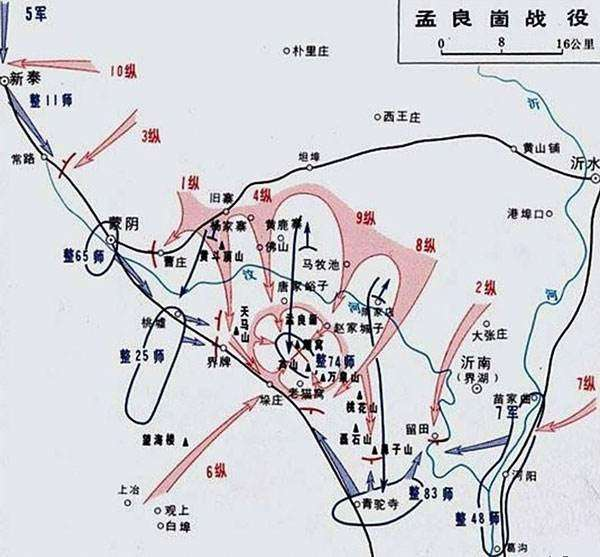 5军
孟良崮战役
0 8 16公里
朴里庄
10纵
新泰
整11师
西王庄
沂
3纵
常路
坦埠
黄山铺
沂水
1纵
旧寨
4纵
杨家寨
黄鹿寨
9纵
港埠口
蒙阴
佛山
8纵
整65师
曹庄
黄斗顶山
马牧池
汶
唐家峪子
河
2纵
河
桃墟
天马山
孟良崮
赵家城子
大张庄
整25师
界牌
整74师
沂南
(界湖)
万泉山
垛庄
老猫窝
桃花山
苗家曲
7纵
7军
望海楼
磊石山
留田
鼻子山
6纵
河阳
上冶
观上
白埠
青驼寺
整83师
整48师
葛沟